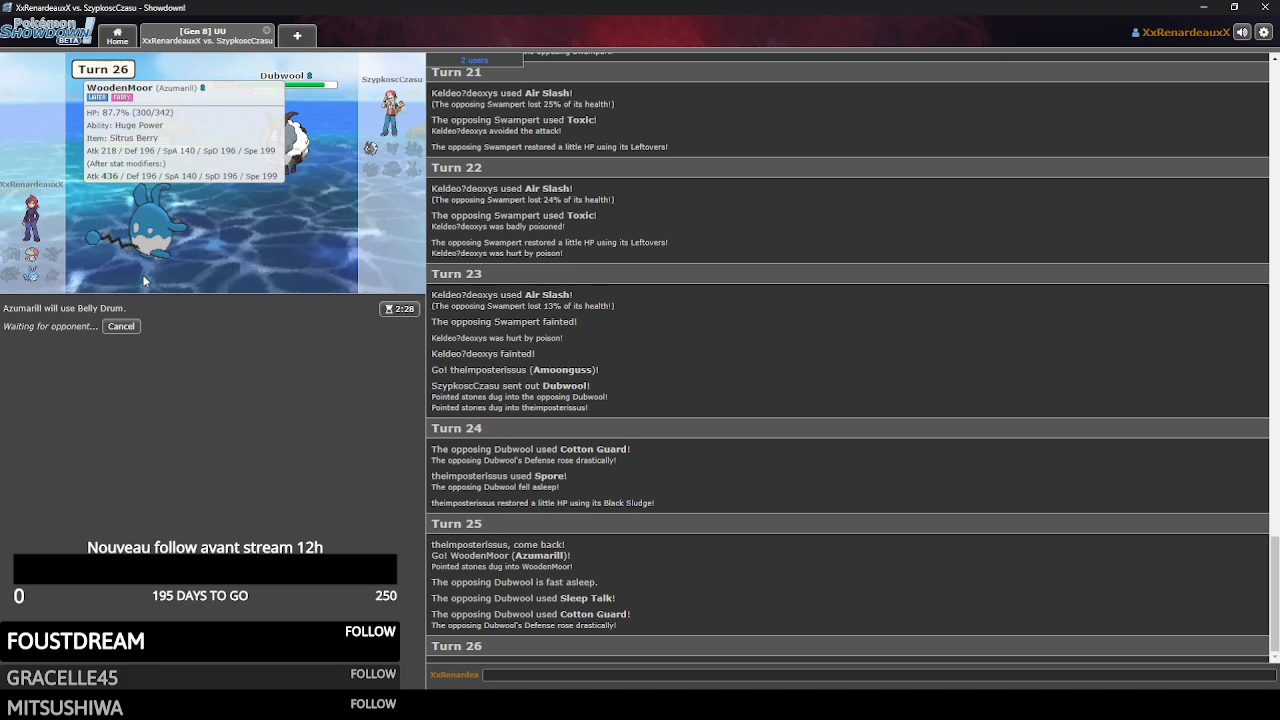 XxRenardeauxX vs. SzypkoscCzasu - Showdown!
Pokémon
SHOWDOWN!
BETA
Home
[Gen 8] UU
XxRenardeauxX vs. SzypkoscCzasu
+
XxRenardeauxX
2 users
Turn 26
Dubwool
SzypkoscCzasu
WoodenMoor (Azumarill)
WATER FAIRY
HP: 87.7% (300/342)
Ability: Huge Power
Item: Sitrus Berry
Atk 218 / Def 196 / SpA 140 / SpD 196 / Spe 199
(After stat modifiers:)
Atk 436 / Def 196 / SpA 140 / SpD 196 / Spe 199
XxRenardeauxX
Azumarill will use Belly Drum.
2:28
Waiting for opponent... Cancel
Nouveau follow avant stream 12h
0 195 DAYS TO GO 250
FOUSTDREAM FOLLOW
GRACELLE45 FOLLOW
MITSUSHIWA FOLLOW
Turn 21
Keldeo?deoxys used Air Slash!
(The opposing Swampert lost 25% of its health!)
The opposing Swampert used Toxic!
Keldeo?deoxys avoided the attack!
The opposing Swampert restored a little HP using its Leftovers!
Turn 22
Keldeo?deoxys used Air Slash!
(The opposing Swampert lost 24% of its health!)
The opposing Swampert used Toxic!
Keldeo?deoxys was badly poisoned!
The opposing Swampert restored a little HP using its Leftovers!
Keldeo?deoxys was hurt by poison!
Turn 23
Keldeo?deoxys used Air Slash!
(The opposing Swampert lost 13% of its health!)
The opposing Swampert fainted!
Keldeo?deoxys was hurt by poison!
Keldeo?deoxys fainted!
Go! theimposterissus (Amoonguss)!
SzypkoscCzasu sent out Dubwool!
Pointed stones dug into the opposing Dubwool!
Pointed stones dug into theimposterissus!
Turn 24
The opposing Dubwool used Cotton Guard!
The opposing Dubwool's Defense rose drastically!
theimposterissus used Spore!
The opposing Dubwool fell asleep!
theimposterissus restored a little HP using its Black Sludge!
Turn 25
theimposterissus, come back!
Go! WoodenMoor (Azumarill)!
Pointed stones dug into WoodenMoor!
The opposing Dubwool is fast asleep.
The opposing Dubwool used Sleep Talk!
The opposing Dubwool used Cotton Guard!
The opposing Dubwool's Defense rose drastically!
Turn 26
XxRenardea